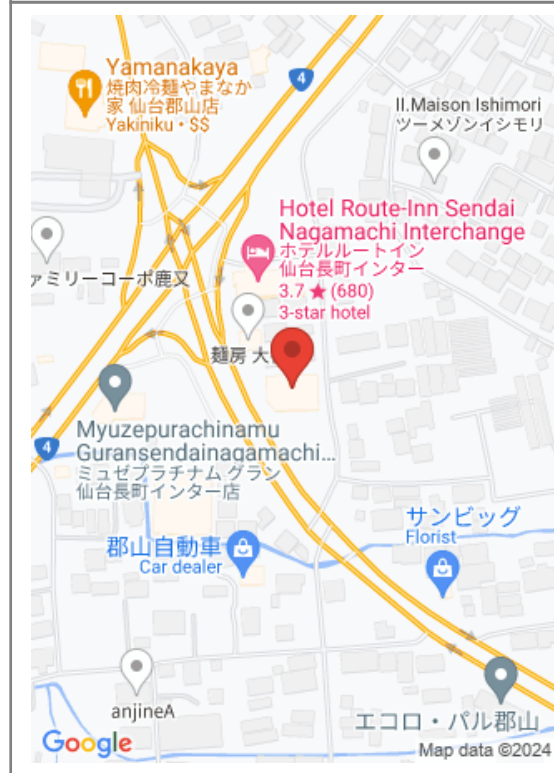 Yamanakaya
焼肉冷麺やまなか
家 仙台郡山店
Yakiniku・$$
4
II.Maison Ishimori
ツーメゾンイシモリ
Hotel Route-Inn Sendai
Nagamachi Interchange
ホテルルートイン
仙台長町インター
3.7 ★ (680)
3-star hotel
ァミリーコーポ鹿又
麺房 大
Myuzepurachinamu
Guransendainagamachi...
ミュゼプラチナム グラン
仙台長町インター店
4
サンビッグ
Florist
郡山自動車
Car dealer
anjineA
エコロ・パル郡山
Google
Map data ©2024